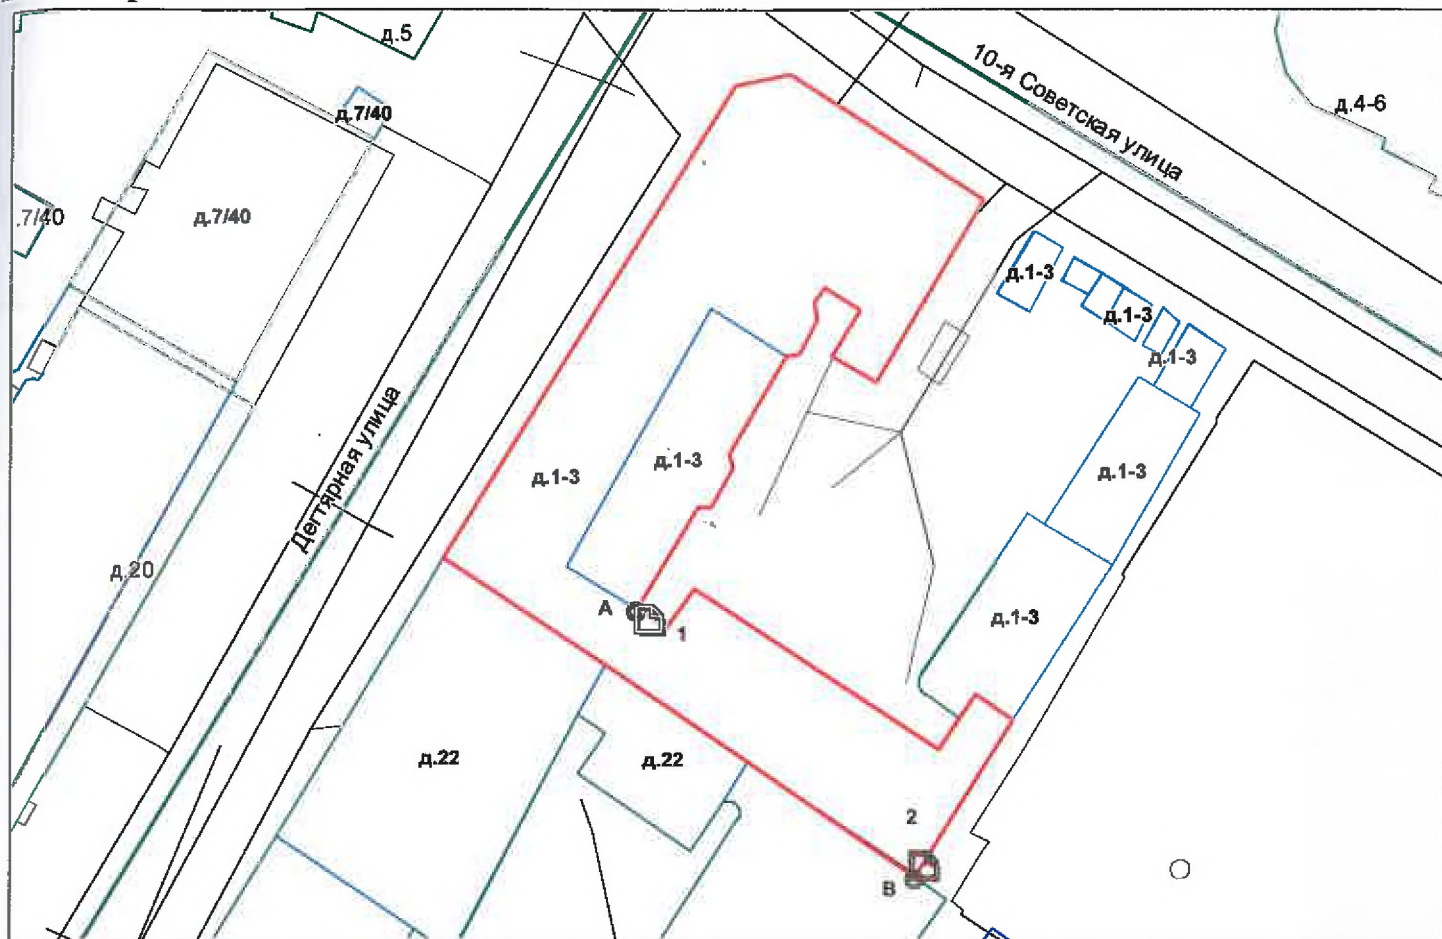 д.5
10-я Советская улица
д.4-6
д.7/40
.7/40
д.7/40
д.1-3
д.1-3
д.1-3
Дегтярная улица
д.1-3
д.1-3
д.1-3
д.20
А
1
д.1-3
д.22
д.22
2
В